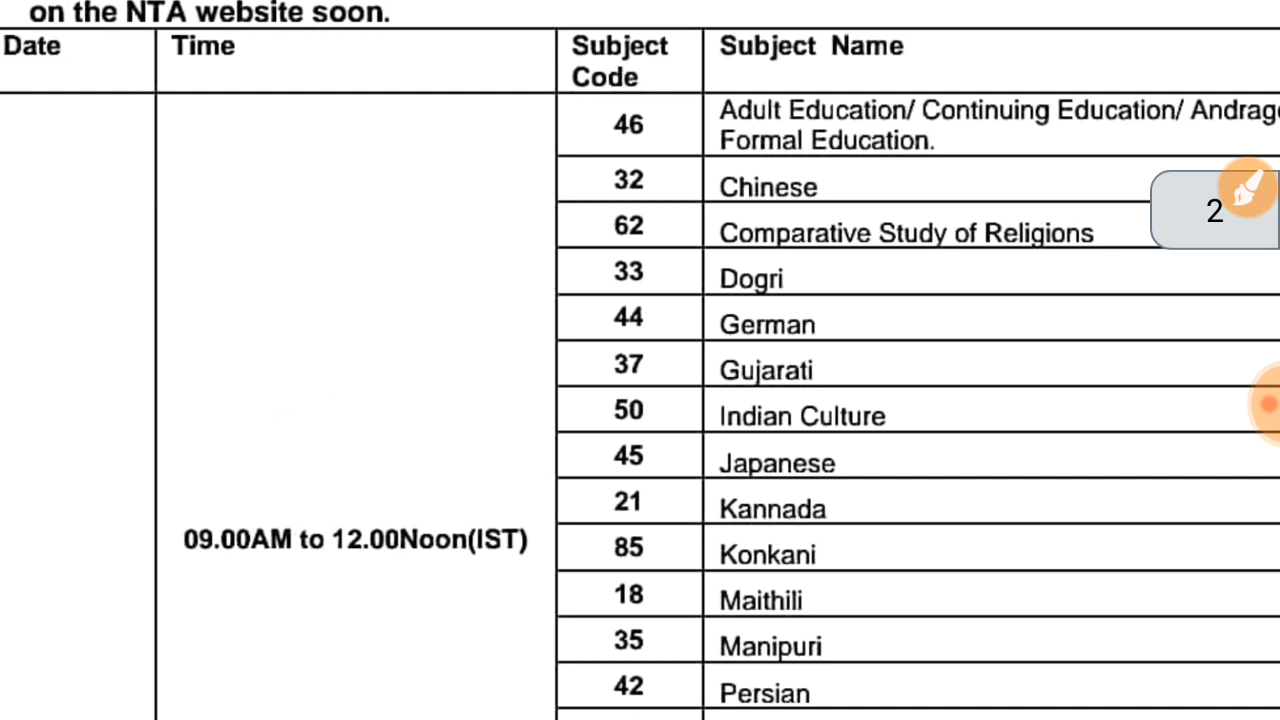 on the NTA website soon.
Date Time Subject Code Subject Name
46 Adult Education/ Continuing Education/
Formal Education.
32 Chinese
2
62 Comparative Study of Religions
33 Dogri
44 German
37 Gujarati
50 Indian Culture
45 Japanese
21 Kannada
09.00AM to 12.00Noon(IST)
85 Konkani
18 Maithili
35 Manipuri
42 Persian